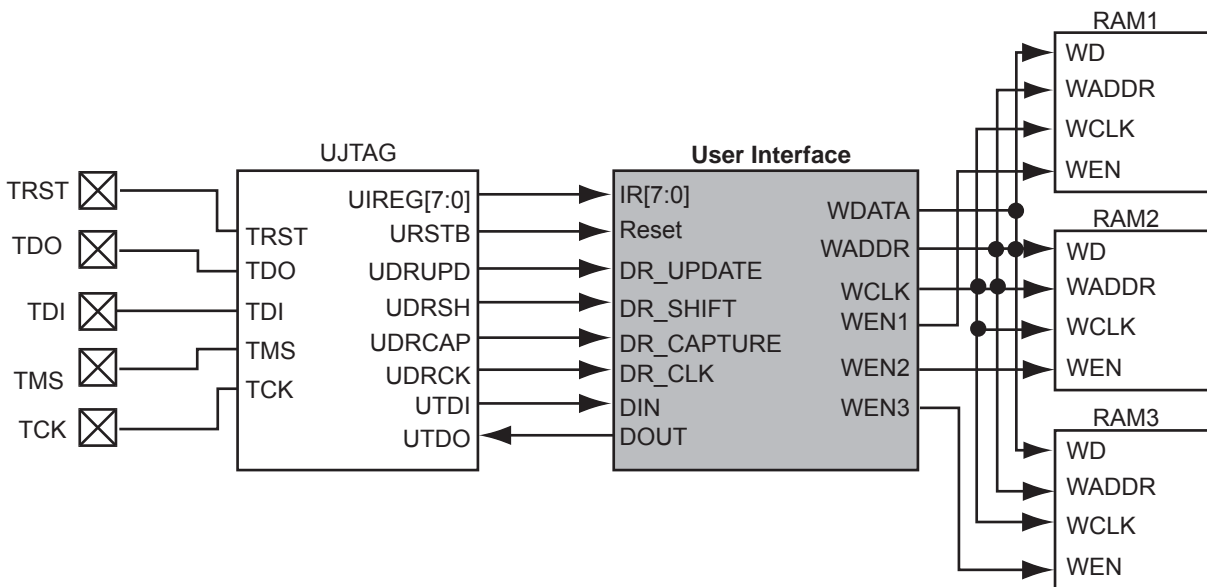 TRST
TDO
TDI
TMS
TCK
UJTAG
TRST
TDO
TDI
TMS
TCK
UIREG[7:0]
URSTB
UDRUPD
UDRSH
UDRCAP
UDRCK
UTDI
UTDO
User Interface
IR[7:0]
Reset
DR_UPDATE
DR_SHIFT
DR_CAPTURE
DR_CLK
DIN
DOUT
WDATA
WADDR
WCLK
WEN1
WEN2
WEN3
RAM1
WD
WADDR
WCLK
WEN
RAM2
WD
WADDR
WCLK
WEN
RAM3
WD
WADDR
WCLK
WEN